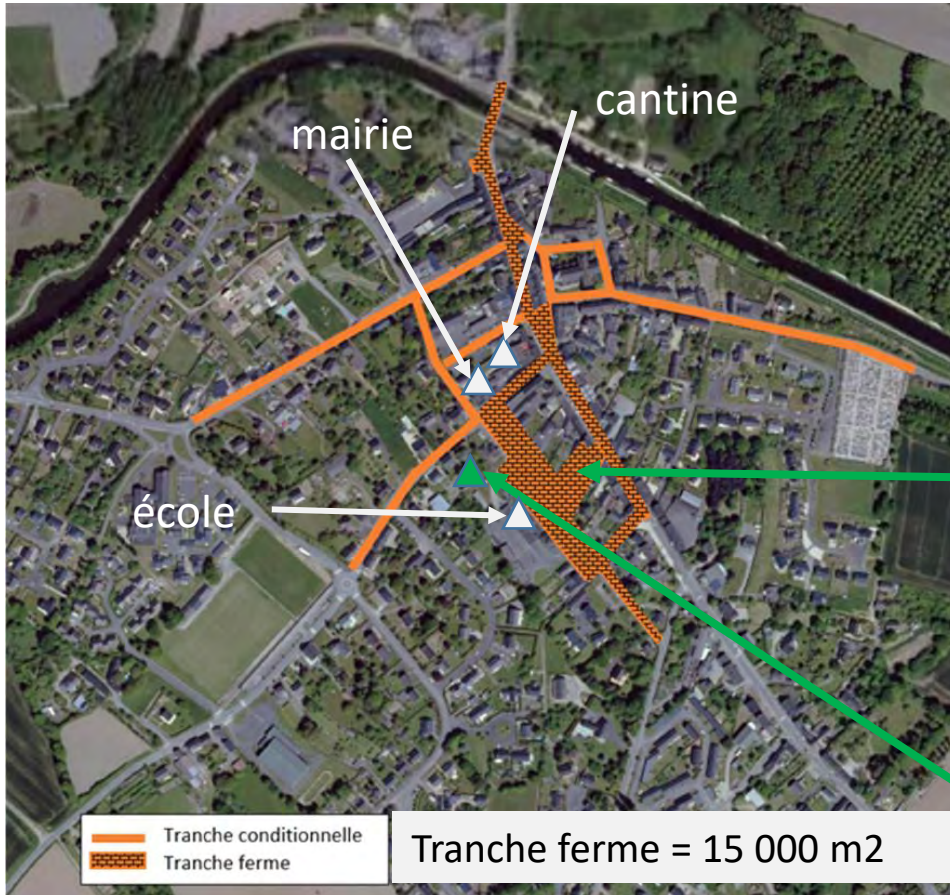 cantine
mairie
école
Tranche conditionnelle
Tranche ferme
Tranche ferme = 15 000 m2